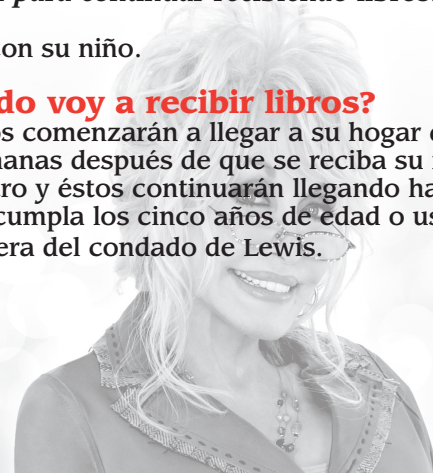 para continuar recibiendo libros.
con su niño.
do voy a recibir libros?
os comenzarán a llegar a su hogar
manas después de que se reciba su
ro y éstos continuarán llegando ha
cumpla los cinco años de edad o us
era del condado de Lewis.